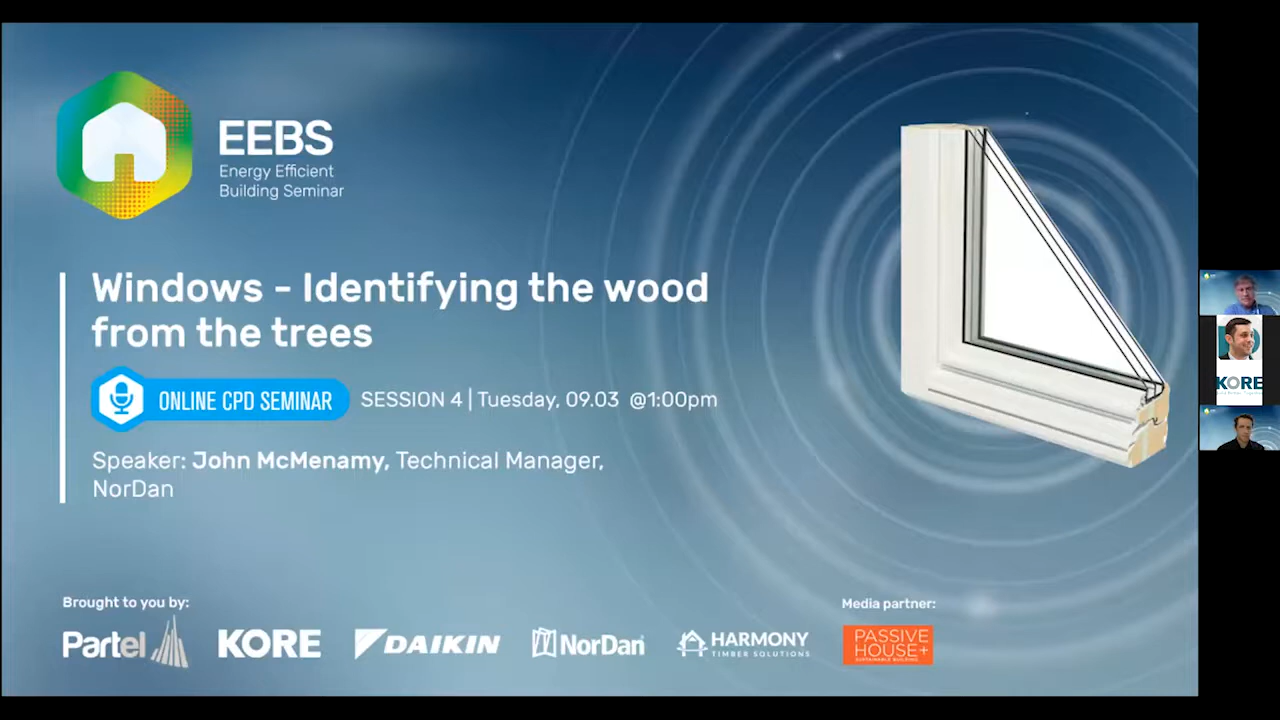 EEBS
Energy Efficient
Building Seminar
Windows - Identifying the wood
from the trees
ONLINE CPD SEMINAR
SESSION 4 | Tuesday, 09.03 @1:00pm
Speaker: John McMenamy, Technical Manager,
NorDan
Brought to you by:
Partel
KORE
DAIKIN
NorDan
HARMONY
TIMBER SOLUTIONS
Media partner:
PASSIVE
HOUSE+
SUSTAINABLE BUILDING
KORE